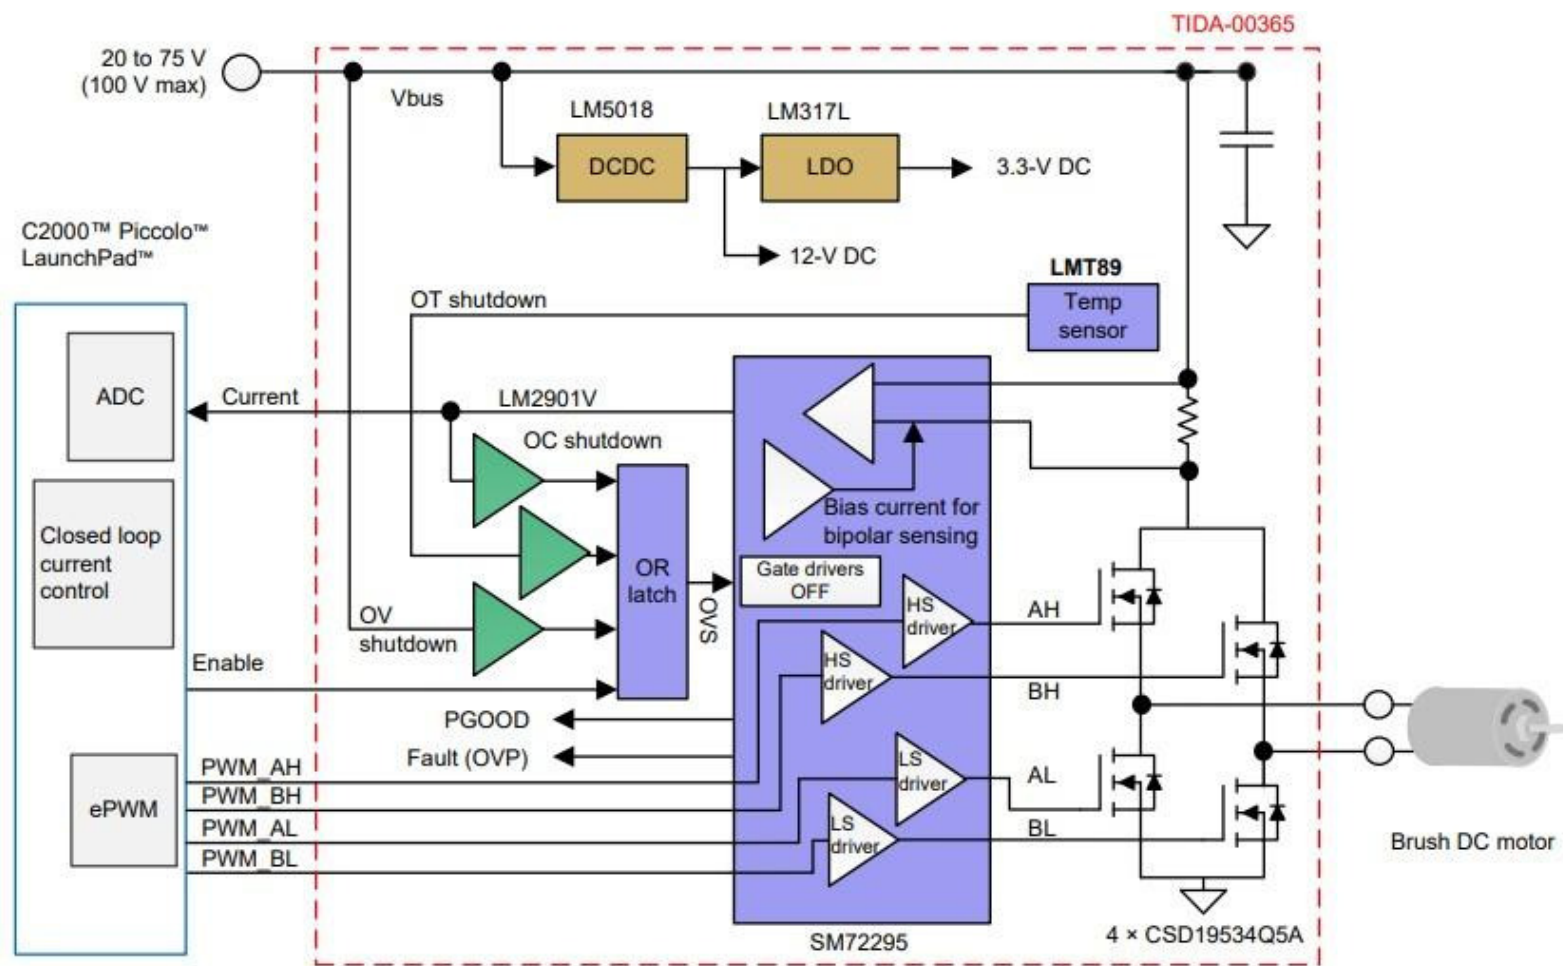 TIDA-00365
20 to 75 V
(100 V max)
Vbus
LM5018
LM317L
DCDC
LDO
3.3-V DC
12-V DC
C2000™ Piccolo™
LaunchPad™
LMT89
Temp
sensor
OT shutdown
ADC
Current
LM2901V
OC shutdown
Closed loop
current
control
Bias current for
bipolar sensing
OR
latch
OVS
Gate drivers
OFF
OV
shutdown
HS
driver
AH
HS
driver
BH
Enable
PGOOD
Fault (OVP)
ePWM
PWM_AH
PWM_BH
PWM_AL
PWM_BL
LS
driver
AL
LS
driver
BL
Brush DC motor
SM72295
4 × CSD19534Q5A